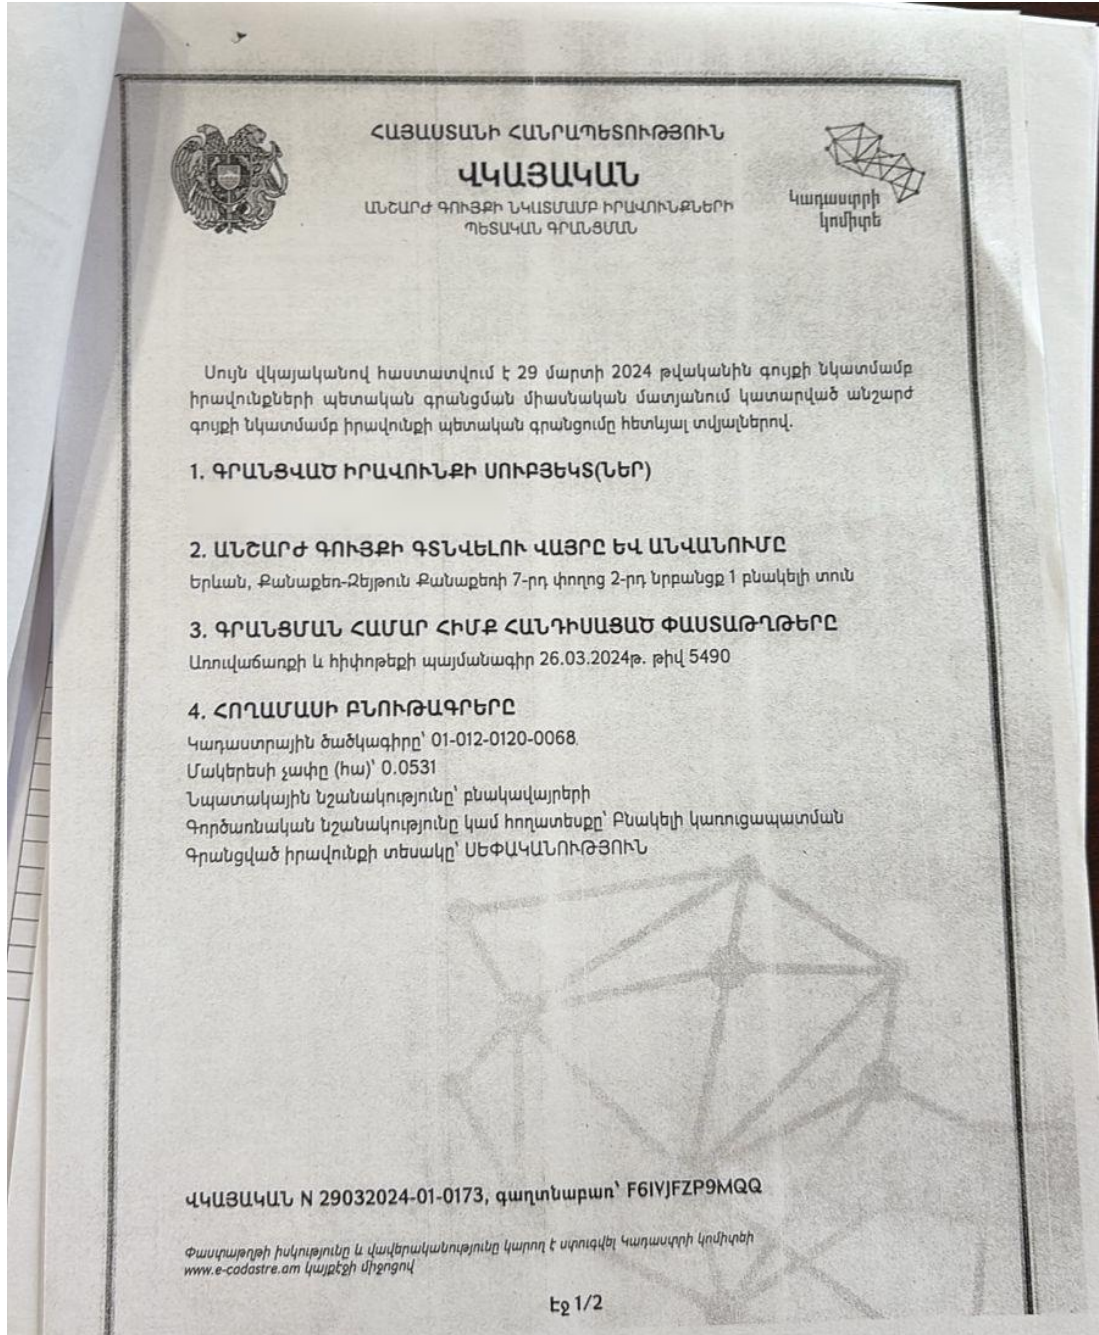 ՀԱՅԱՍՏԱՆԻ ՀԱՆՐԱՊԵՏՈՒԹՅՈՒՆ
ՎԿԱՅԱԿԱՆ
ԱՆՇԱՐԺ ԳՈՒՅՔԻ ՆԿԱՏՄԱՄԲ ԻՐԱՎՈՒՆՔՆԵՐԻ
ՊԵՏԱԿԱՆ ԳՐԱՆՑՄԱՆ
Կադաստրի
կոմիտե
Սույն վկայականով հաստատվում է 29 մարտի 2024 թվականին գույքի նկատմամբ
իրավունքների պետական գրանցման միասնական մատյանում կատարված անշարժ
գույքի նկատմամբ իրավունքի պետական գրանցումը հետևյալ տվյալներով.
1. ԳՐԱՆՑՎԱԾ ԻՐԱՎՈՒՆՔԻ ՍՈՒԲՅԵԿՏ(ՆԵՐ)
2. ԱՆՇԱՐԺ ԳՈՒՅՔԻ ԳՏՆՎԵԼՈՒ ՎԱՅՐԸ ԵՎ ԱՆՎԱՆՈՒՄԸ
Երևան, Քանաքեռ-Զեյթուն Քանաքեռի 7-րդ փողոց 2-րդ նրբանցք 1 բնակելի տուն
3. ԳՐԱՆՑՄԱՆ ՀԱՄԱՐ ՀԻՄՔ ՀԱՆԴԻՍԱՑԱԾ ՓԱՍՏԱԹՂԹԵՐԸ
Առուվաճառքի և հիփոթեքի պայմանագիր 26.03.2024թ. թիվ 5490
4. ՀՈՂԱՄԱՍԻ ԲՆՈՒԹԱԳՐԵՐԸ
Կադաստրային ծածկագիրը՝ 01-012-0120-0068
Մակերեսի չափը (հա)՝ 0.0531
Նպատակային նշանակությունը՝ բնակավայրերի
Գործառնական նշանակությունը կամ հողատեսքը՝ Բնակելի կառուցապատման
Գրանցված իրավունքի տեսակը՝ ՍԵՓԱԿԱՆՈՒԹՅՈՒՆ
ՎԿԱՅԱԿԱՆ N 29032024-01-0173, գաղտնաբառ՝ F6IVJFZP9MQQ
Փաստաթղթի իսկությունը և վավերականությունը կարող է ստուգվել Կադաստրի կոմիտեի
www.e-cadastre.am կայքէջի միջոցով
Էջ 1/2